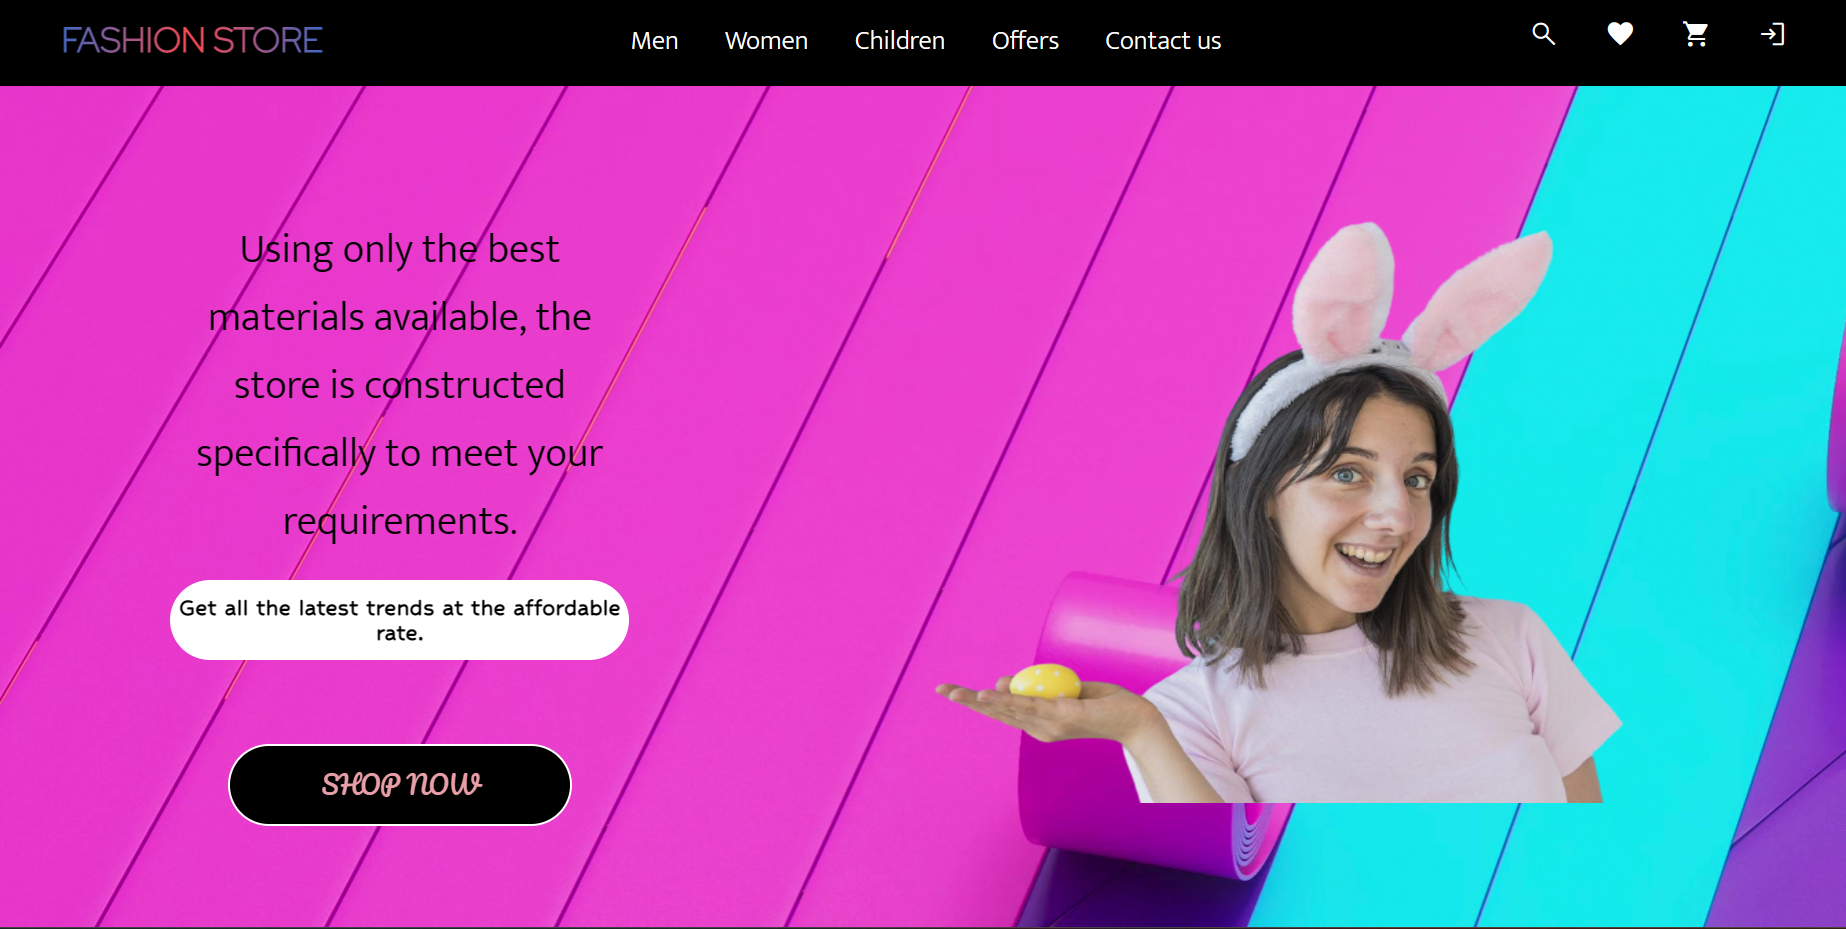 FASHION STORE
Men Women Children Offers Contact us
Using only the best
materials available, the
store is constructed
specifically to meet your
requirements.
Get all the latest trends at the affordable
rate.
SHOP NOW